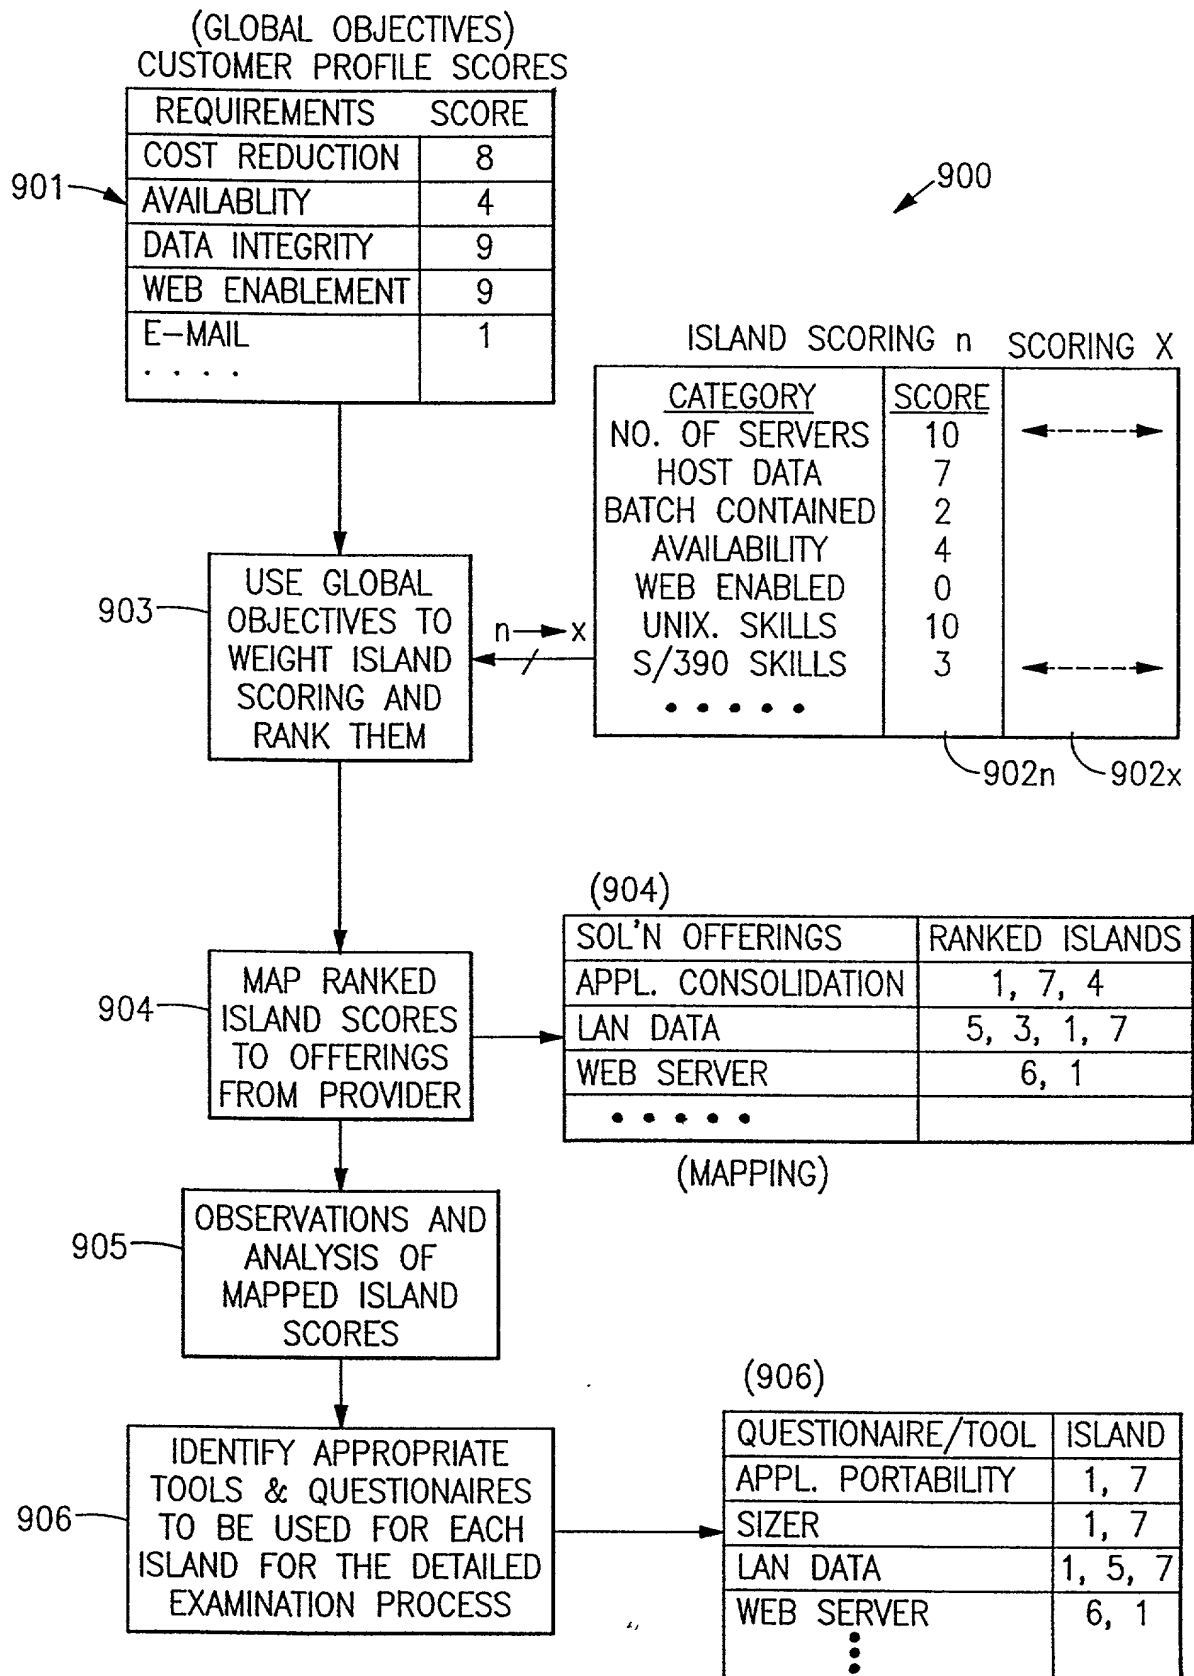 (GLOBAL OBJECTIVES)
CUSTOMER PROFILE SCORES
REQUIREMENTS SCORE
COST REDUCTION 8
901
AVAILABLITY 4
DATA INTEGRITY 9
WEB ENABLEMENT 9
E-MAIL 1
. . . .
900
ISLAND SCORING n SCORING X
CATEGORY SCORE
NO. OF SERVERS 10
HOST DATA 7
BATCH CONTAINED 2
AVAILABILITY 4
WEB ENABLED 0
UNIX. SKILLS 10
S/390 SKILLS 3
• • • • •
902n 902x
n→x
903
USE GLOBAL
OBJECTIVES TO
WEIGHT ISLAND
SCORING AND
RANK THEM
904
MAP RANKED
ISLAND SCORES
TO OFFERINGS
FROM PROVIDER
(904)
SOL'N OFFERINGS RANKED ISLANDS
APPL. CONSOLIDATION 1, 7, 4
LAN DATA 5, 3, 1, 7
WEB SERVER 6, 1
• • • • •
(MAPPING)
905
OBSERVATIONS AND
ANALYSIS OF
MAPPED ISLAND
SCORES
906
IDENTIFY APPROPRIATE
TOOLS & QUESTIONAIRES
TO BE USED FOR EACH
ISLAND FOR THE DETAILED
EXAMINATION PROCESS
(906)
QUESTIONAIRE/TOOL ISLAND
APPL. PORTABILITY 1, 7
SIZER 1, 7
LAN DATA 1, 5, 7
WEB SERVER 6, 1